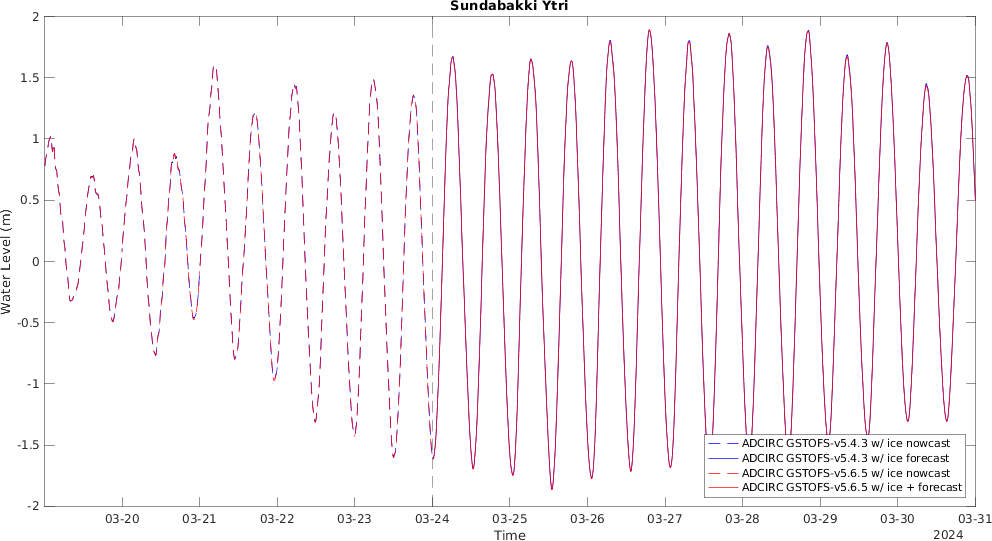 Sundabakki Ytri
2
1.5
1
0.5
0
-0.5
-1
-1.5
-2
Water Level (m)
ADCIRC GSTOFS-v5.4.3 w/ ice nowcast
ADCIRC GSTOFS-v5.4.3 w/ ice forecast
ADCIRC GSTOFS-v5.6.5 w/ ice nowcast
ADCIRC GSTOFS-v5.6.5 w/ ice + forecast
03-20 03-21 03-22 03-23 03-24 03-25 03-26 03-27 03-28 03-29 03-30 03-31
Time
2024